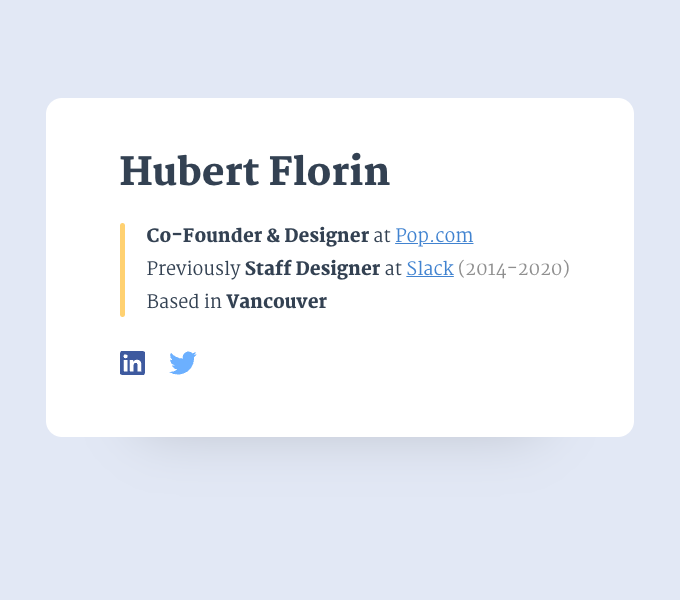 Hubert Florin
Co-Founder & Designer at Pop.com
Previously Staff Designer at Slack (2014-2020)
Based in Vancouver
in